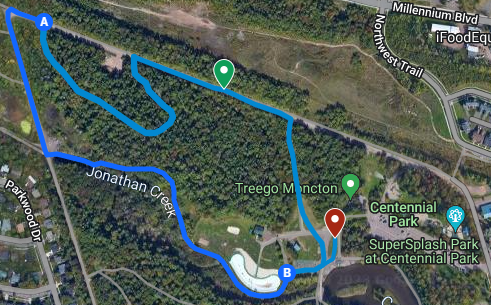 Millennium Blvd
iFoodEqu
A
Northwest Trail
Jonathan Creek
Treego Moncton
Parkwood Dr
Centennial
Park
SuperSplash Park
at Centennial Park
B